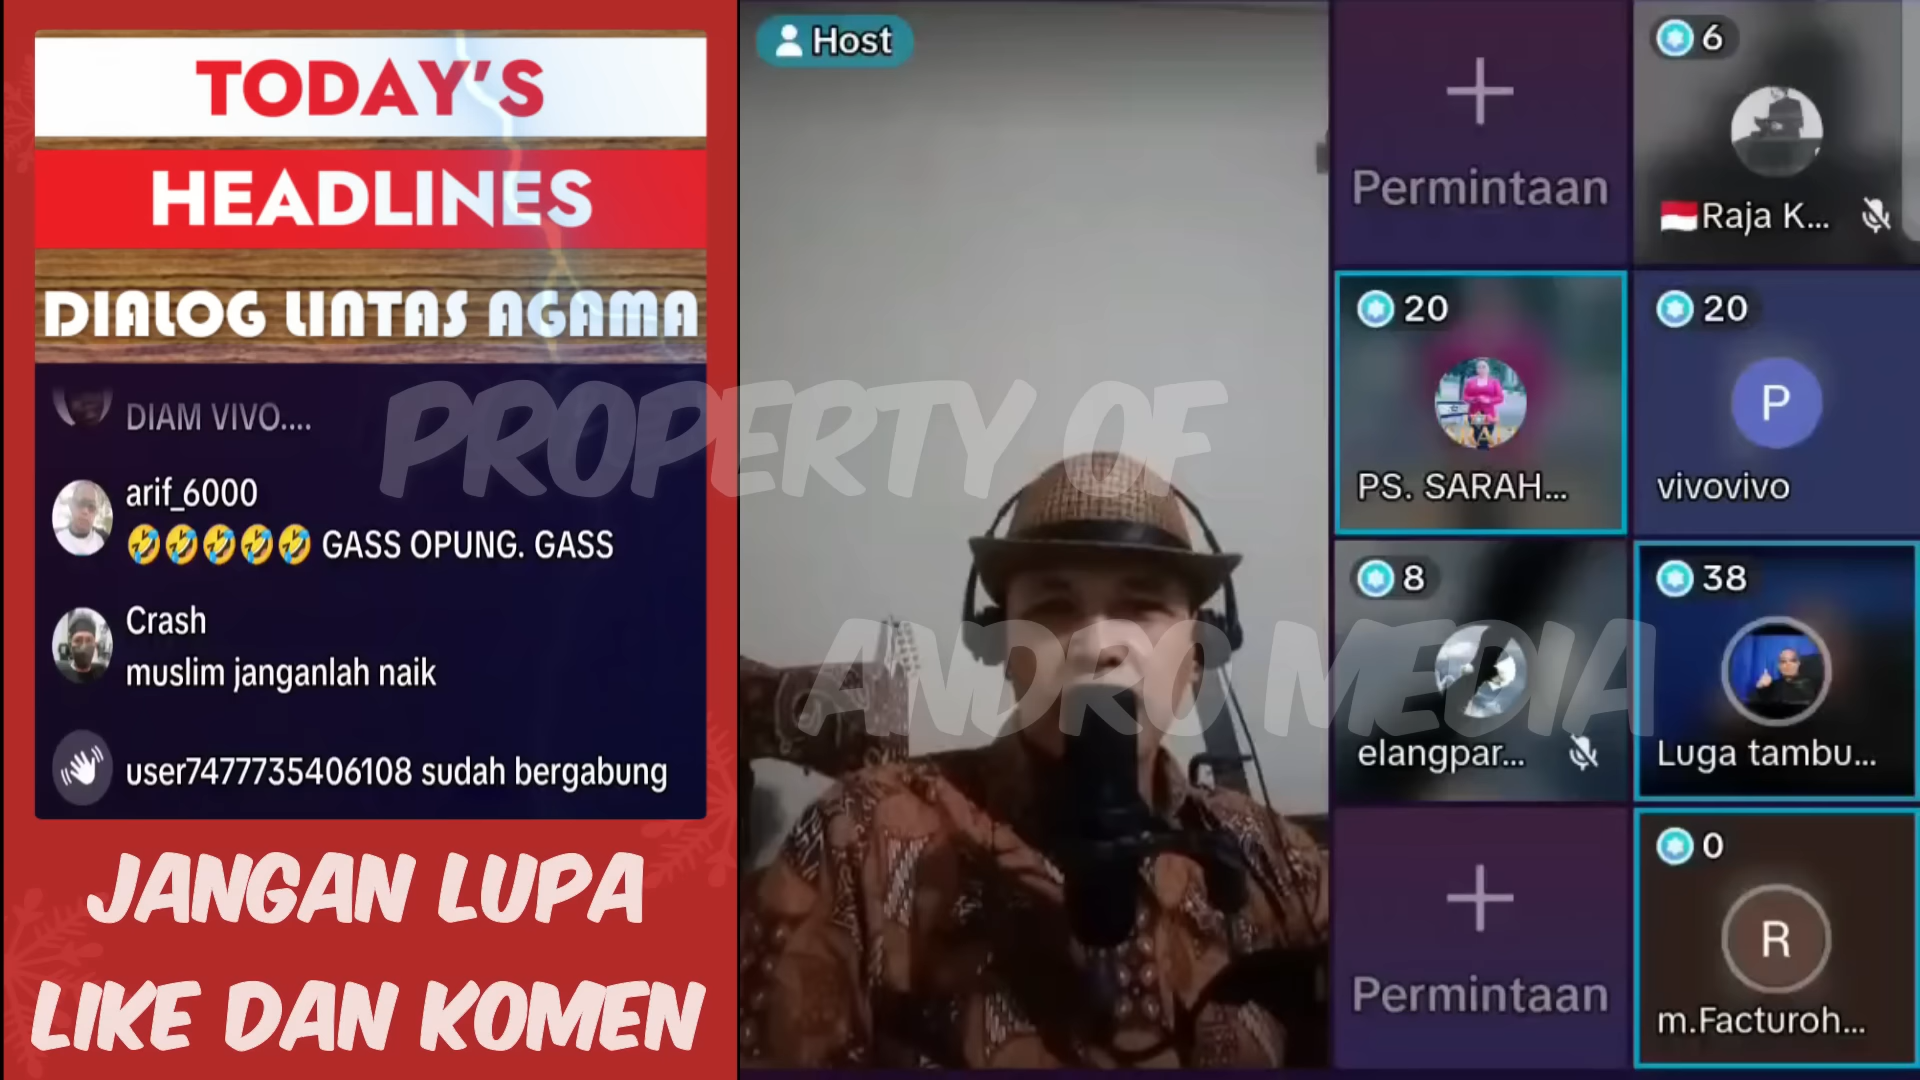 TODAY'S
HEADLINES
DIALOG LINTAS AGAMA
DIAM VIVO....
arif_6000
🤣🤣🤣🤣🤣 GASS OPUNG. GASS
Crash
muslim janganlah naik
user7477735406108 sudah bergabung
JANGAN LUPA
LIKE DAN KOMEN
Host
PROPERTY OF
ANDRO MEDIA
Permintaan
6
Raja K...
20
PS. SARAH...
20
P
vivovivo
8
elangpar...
38
Luga tambu...
Permintaan
0
R
m.Facturoh...